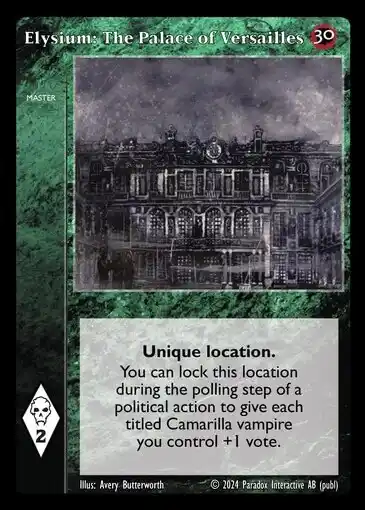 Elysium: The Palace of Versailles 30
MASTER
Unique location.
You can lock this location
during the polling step of a
political action to give each
titled Camarilla vampire
you control +1 vote.
2
Illus: Avery Butterworth © 2024 Paradox Interactive AB (publ)